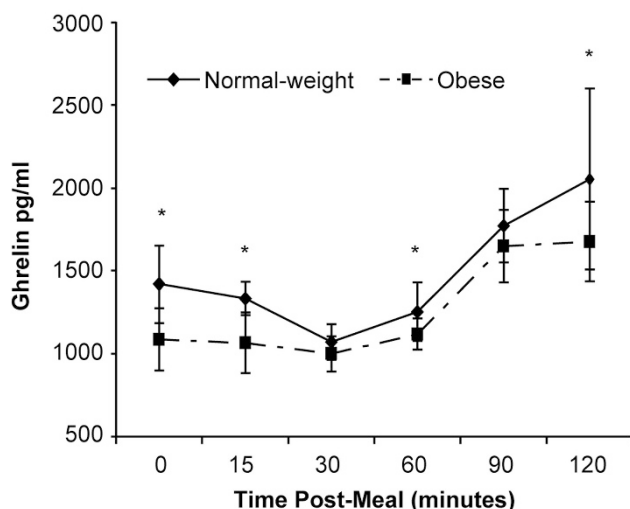 3000
*
Normal-weight Obese
2500
2000
* * *
1500
1000
500
0 15 30 60 90 120
Time Post-Meal (minutes)
Ghrelin pg/ml